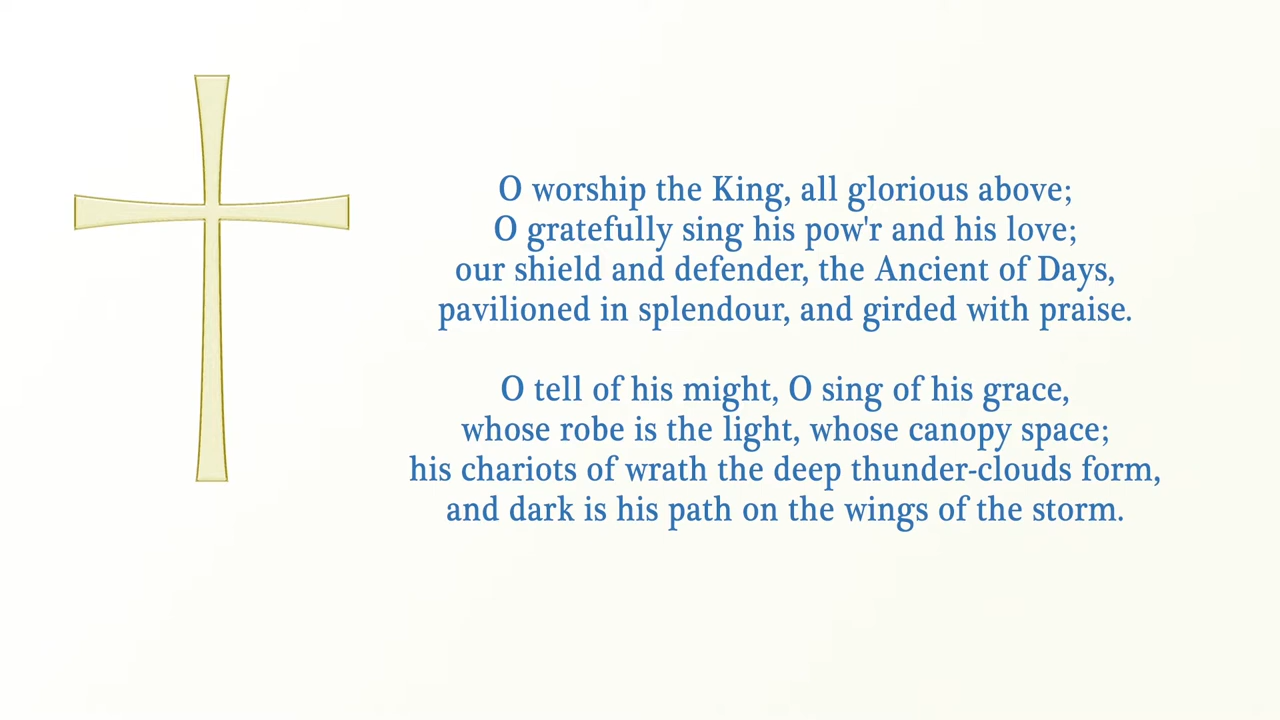 O worship the King, all glorious above;
O gratefully sing his pow'r and his love;
our shield and defender, the Ancient of Days,
pavilioned in splendour, and girded with praise.
O tell of his might, O sing of his grace,
whose robe is the light, whose canopy space;
his chariots of wrath the deep thunder-clouds form,
and dark is his path on the wings of the storm.